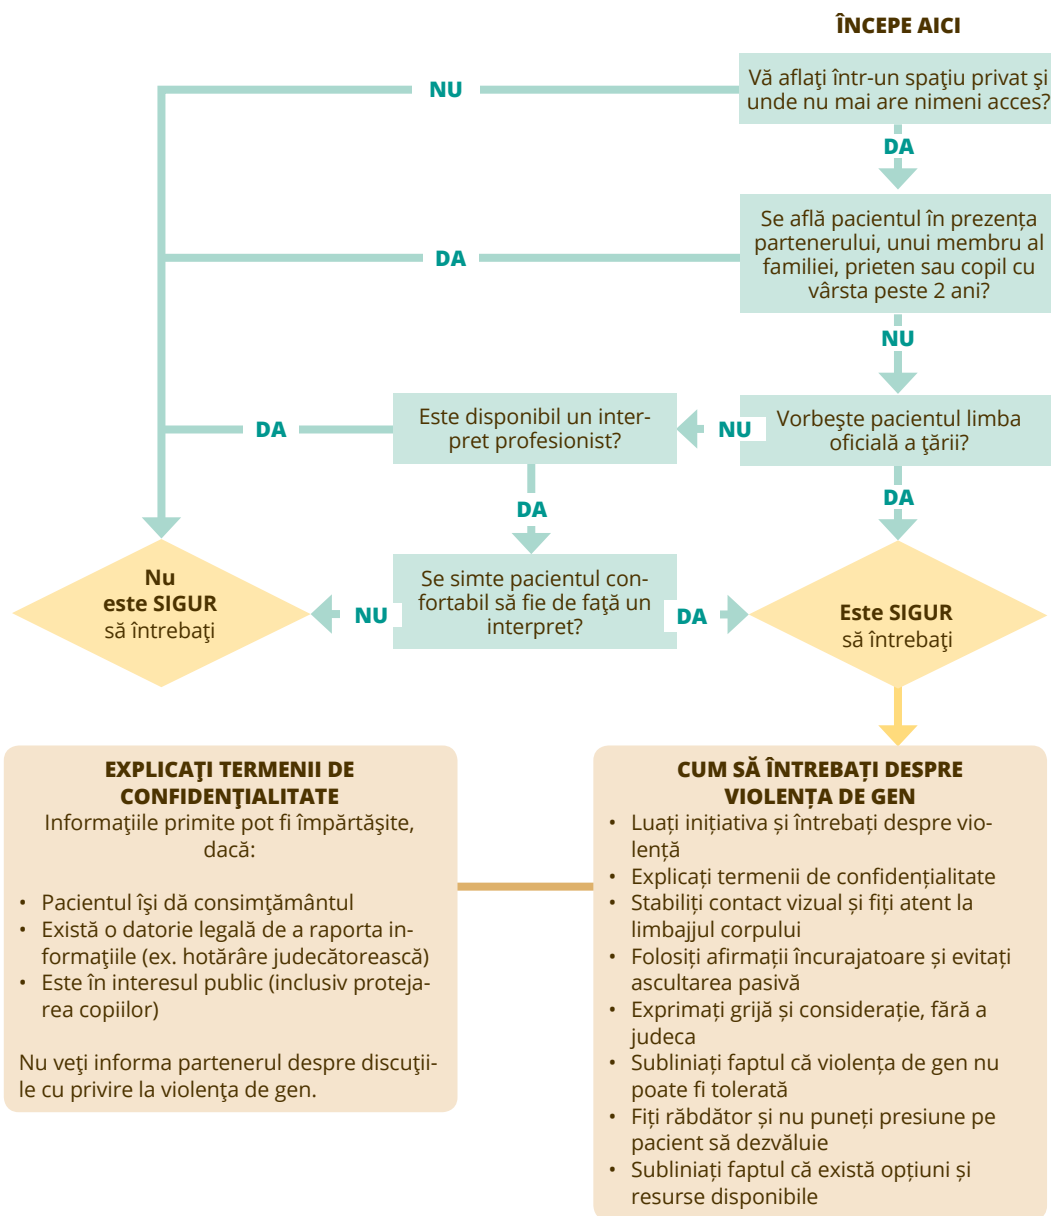 ÎNCEPE AICI
Vă aflați într-un spațiu privat și
unde nu mai are nimeni acces?
NU
DA
Se află pacientul în prezența
partenerului, unui membru al
familiei, prieten sau copil cu
vârsta peste 2 ani?
DA
NU
Vorbeşte pacientul limba
oficială a ţării?
NU
Este disponibil un inter-
pret profesionist?
DA
DA
DA
Se simte pacientul con-
fortabil să fie de faţă un
interpret?
NU
DA
Nu
este SIGUR
să întrebaţi
Este SIGUR
să întrebaţi
EXPLICAŢI TERMENII DE
CONFIDENŢIALITATE
Informaţiile primite pot fi împărtăşite,
dacă:
• Pacientul îşi dă consimţământul
• Există o datorie legală de a raporta in-
formaţiile (ex. hotărâre judecătorească)
• Este în interesul public (inclusiv proteja-
rea copiilor)
Nu veţi informa partenerul despre discuţi-
ile cu privire la violenţa de gen.
CUM SĂ ÎNTREBAȚI DESPRE
VIOLENȚA DE GEN
• Luați inițiativa și întrebați despre vio-
lență
• Explicați termenii de confidențialitate
• Stabiliți contact vizual și fiți atent la
limbajjul corpului
• Folosiți afirmații încurajatoare și evitați
ascultarea pasivă
• Exprimați grijă și considerație, fără a
judeca
• Subliniați faptul că violența de gen nu
poate fi tolerată
• Fiți răbdător și nu puneți presiune pe
pacient să dezvăluie
• Subliniați faptul că există opțiuni și
resurse disponibile